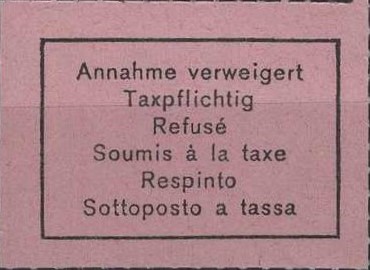 Annahme verweigert
Taxpflichtig
Refusé
Soumis à la taxe
Respinto
Sottoposto a tassa